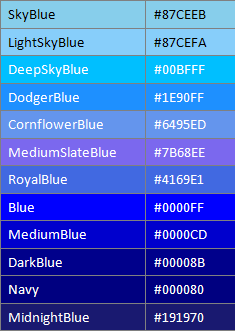 SkyBlue #87CEEB
LightSkyBlue #87CEFA
DeepSkyBlue #00BFFF
DodgerBlue #1E90FF
CornflowerBlue #6495ED
MediumSlateBlue #7B68EE
RoyalBlue #4169E1
Blue #0000FF
MediumBlue #0000CD
DarkBlue #00008B
Navy #000080
MidnightBlue #191970